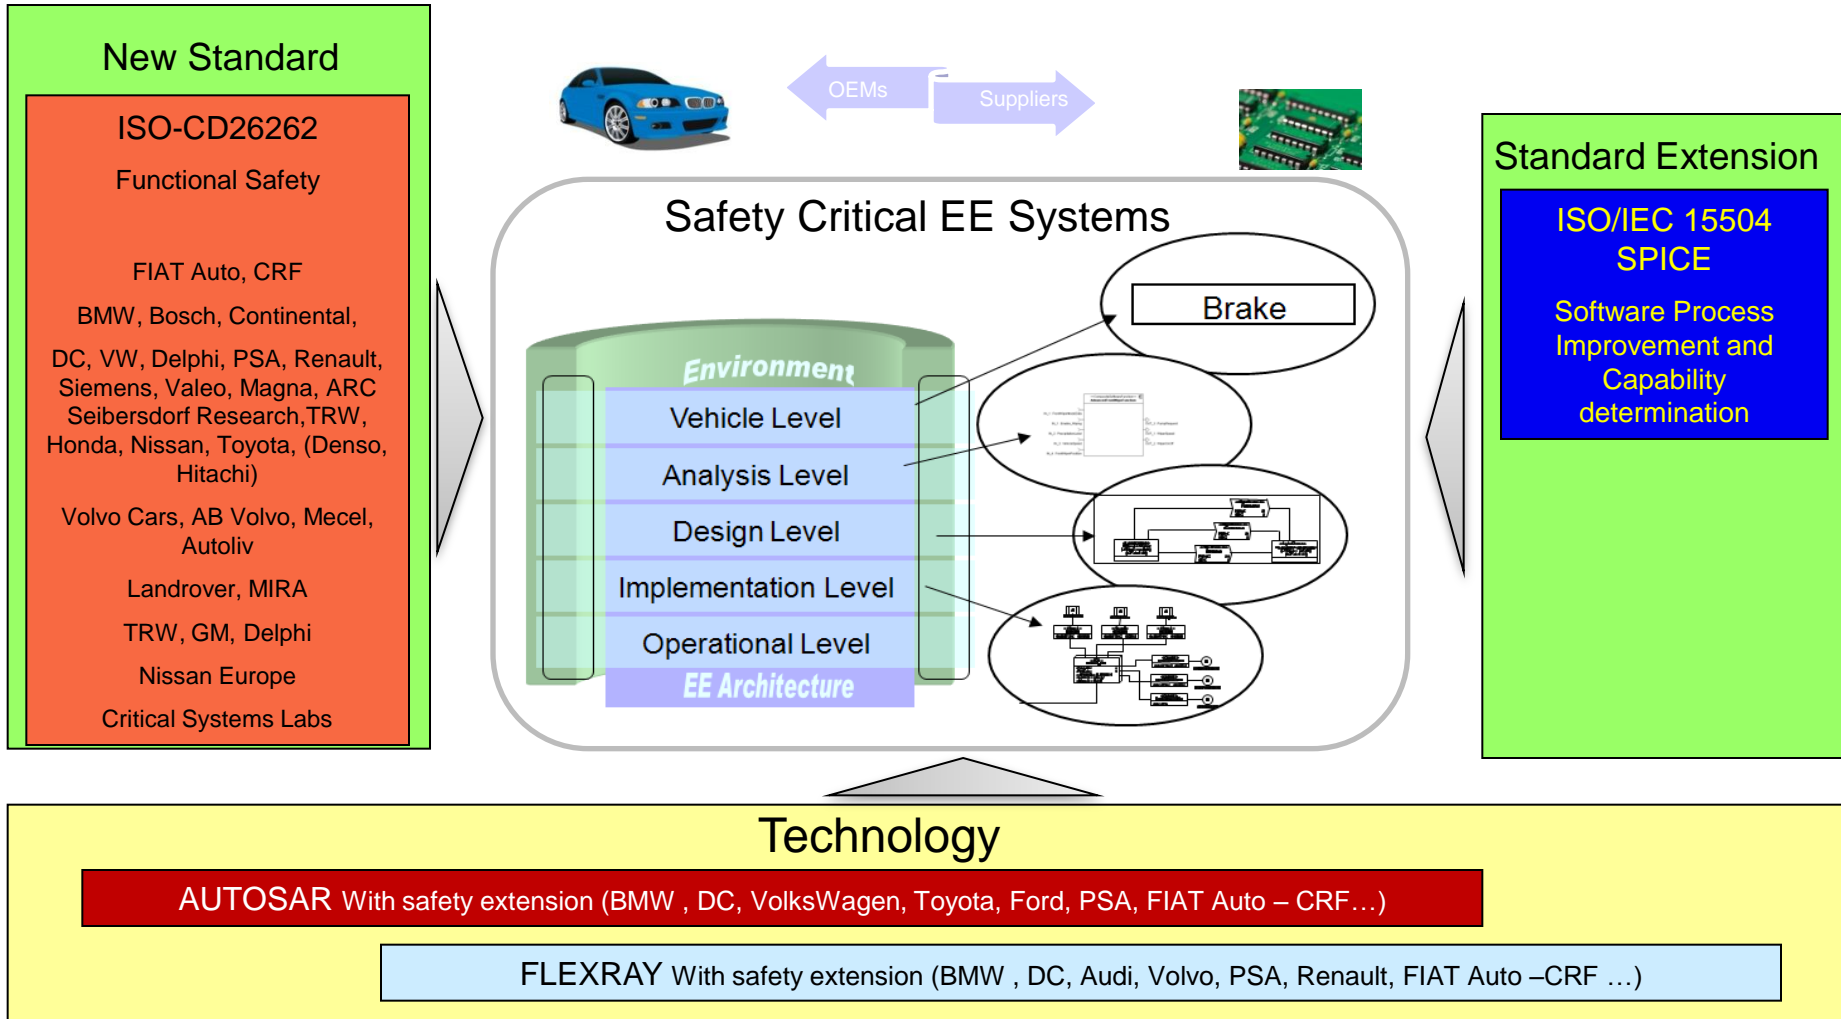 New Standard
ISO-CD26262
Functional Safety
FIAT Auto, CRF
BMW, Bosch, Continental,
DC, VW, Delphi, PSA, Renault,
Siemens, Valeo, Magna, ARC
Seibersdorf Research,TRW,
Honda, Nissan, Toyota, (Denso,
Hitachi)
Volvo Cars, AB Volvo, Mecel,
Autoliv
Landrover, MIRA
TRW, GM, Delphi
Nissan Europe
Critical Systems Labs
OEMs
Suppliers
Safety Critical EE Systems
Environment
Vehicle Level
Analysis Level
Design Level
Implementation Level
Operational Level
EE Architecture
Brake
Standard Extension
ISO/IEC 15504
SPICE
Software Process
Improvement and
Capability
determination
Technology
AUTOSAR With safety extension (BMW , DC, VolksWagen, Toyota, Ford, PSA, FIAT Auto – CRF…)
FLEXRAY With safety extension (BMW , DC, Audi, Volvo, PSA, Renault, FIAT Auto –CRF …)